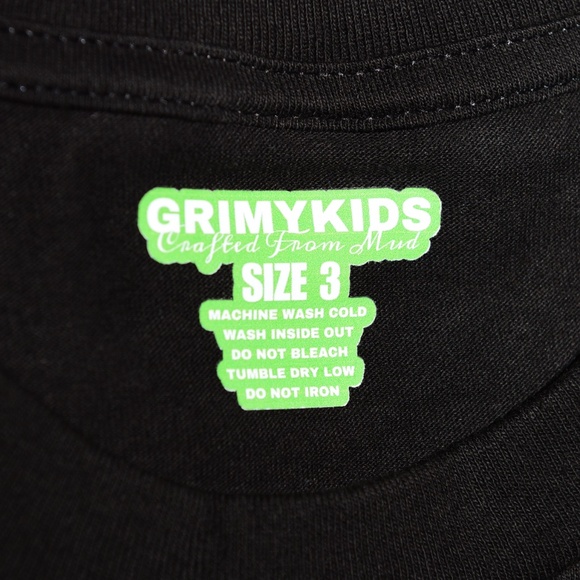 GRIMYKIDS
Crafted From Mud
SIZE 3
MACHINE WASH COLD
WASH INSIDE OUT
DO NOT BLEACH
TUMBLE DRY LOW
DO NOT IRON